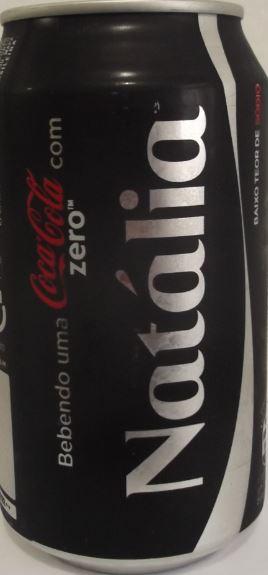 Bebendo uma Coca-Cola com
zero™
Natália
BAIXO TEOR DE SÓDIO